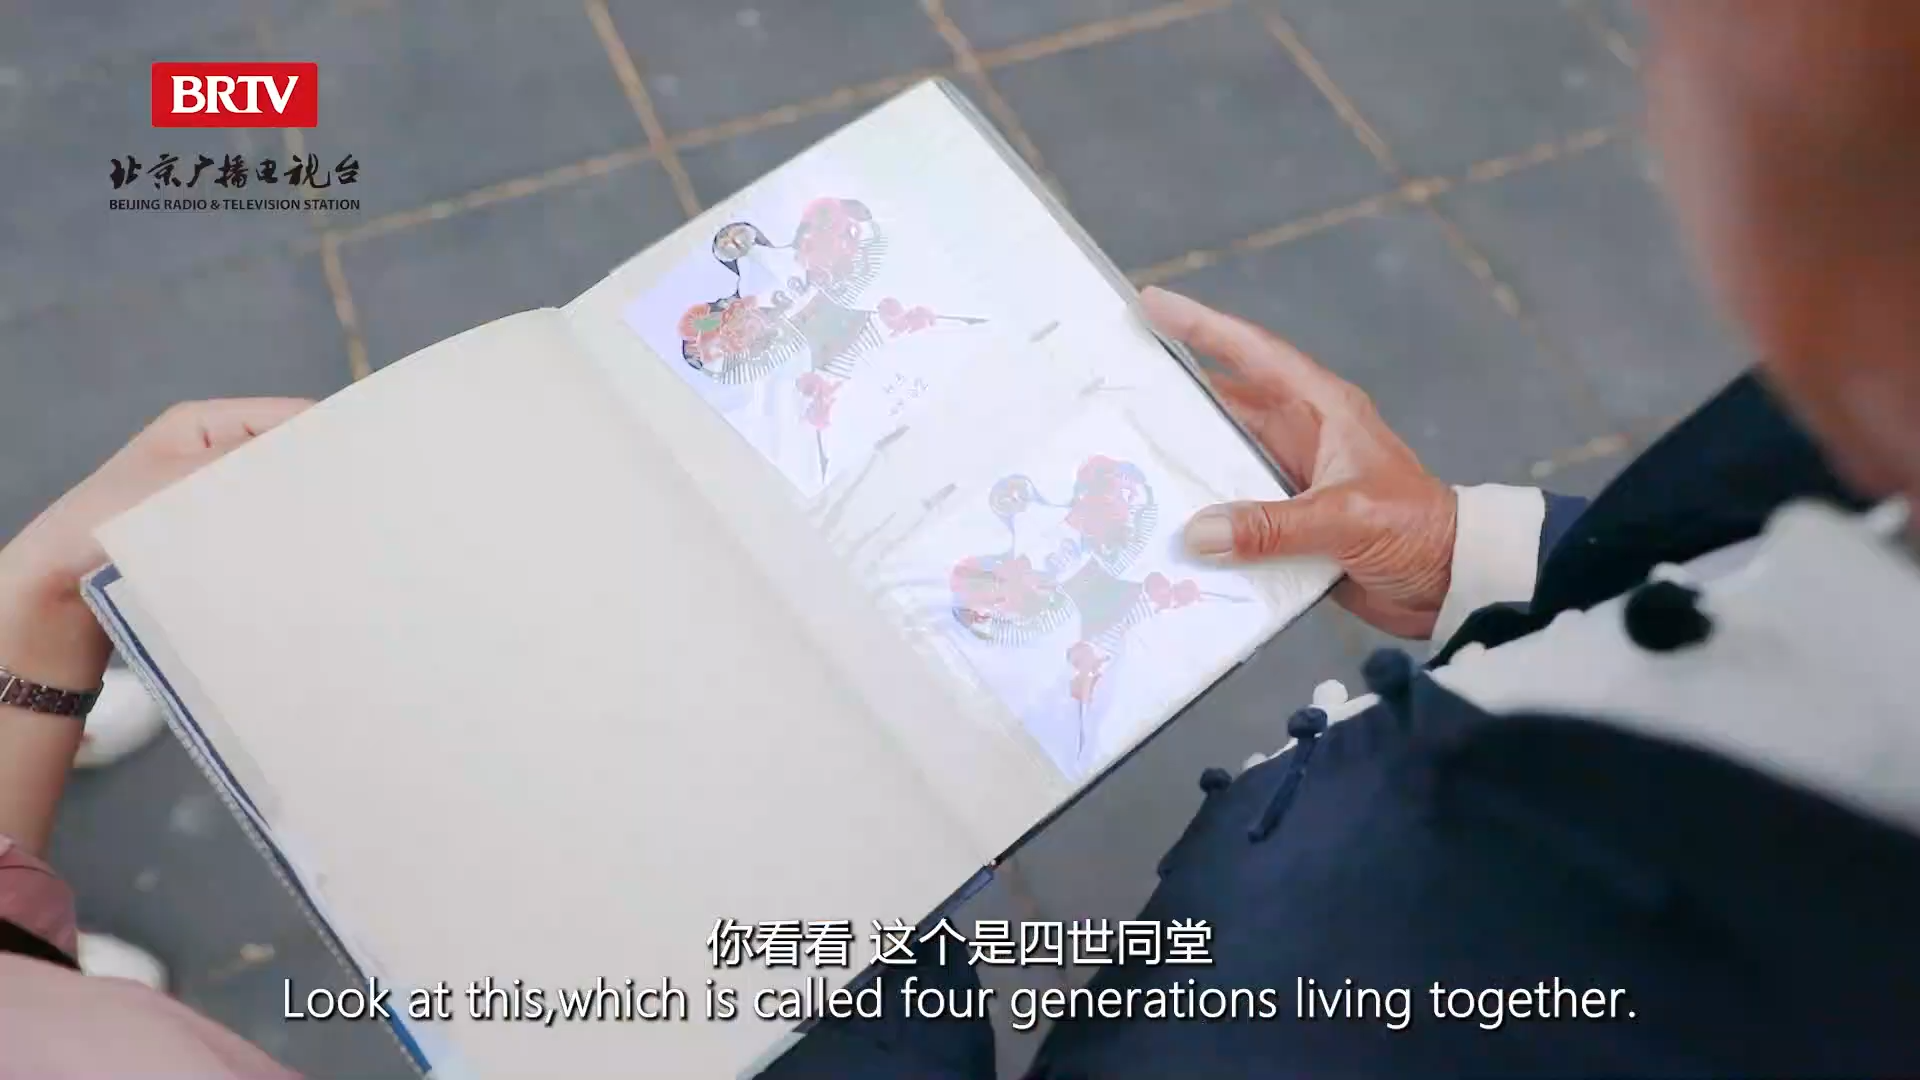 BRTV
北京广播电视台
BEIJING RADIO & TELEVISION STATION
你看看 这个是四世同堂
Look at this,which is called four generations living together.